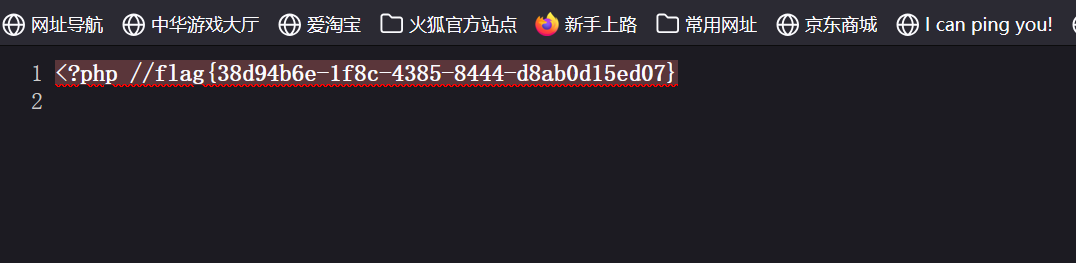 网址导航 中华游戏大厅 爱淘宝 火狐官方站点 新手上路 常用网址 京东商城 I can ping you!
1 <?php //flag{38d94b6e-1f8c-4385-8444-d8ab0d15ed07}
2